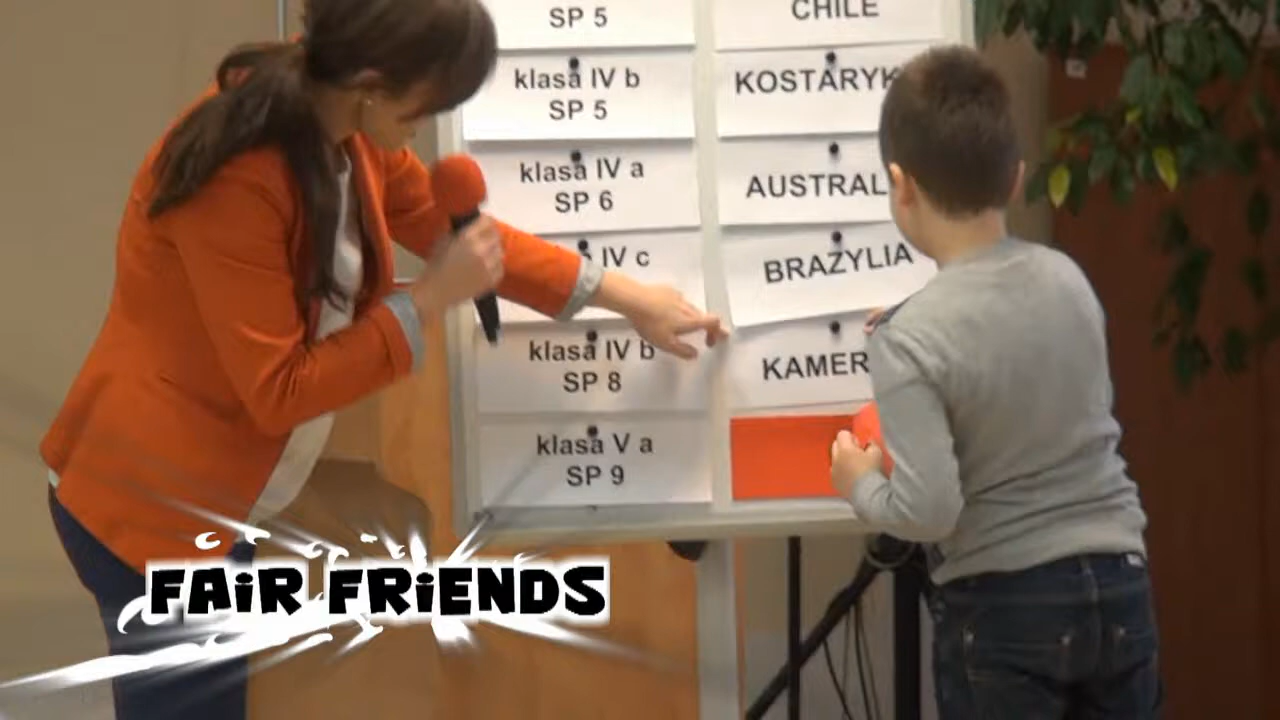 SP 5
CHILE
klasa IV b
SP 5
KOSTARYK
klasa IV a
SP 6
AUSTRAL
IV c
BRAZYLIA
klasa IV b
SP 8
KAMER
klasa V a
SP 9
FAiR FRiENDS